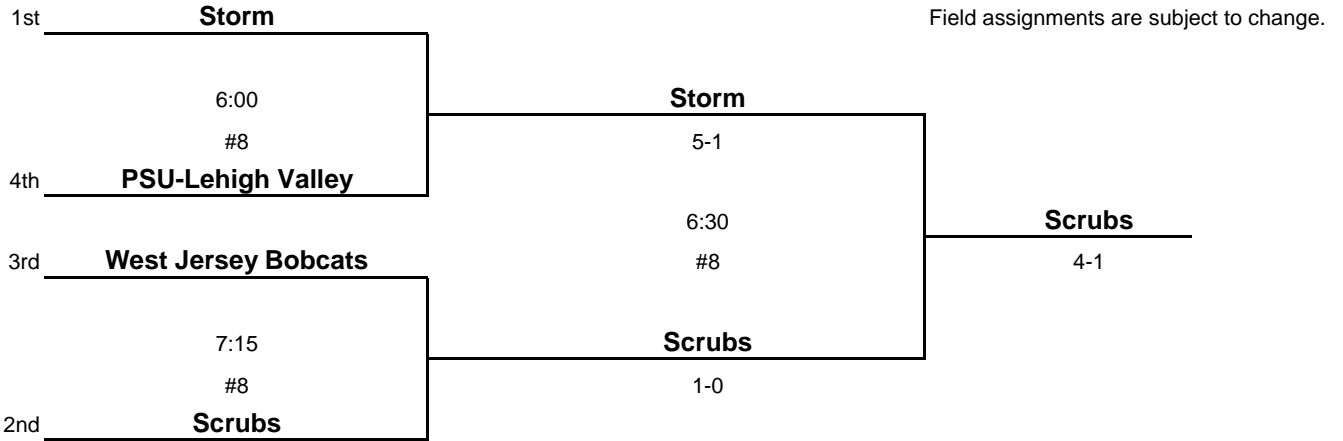 1st Storm Field assignments are subject to change.
6:00 Storm
#8 5-1
4th PSU-Lehigh Valley
6:30 Scrubs
3rd West Jersey Bobcats #8 4-1
7:15 Scrubs
#8 1-0
2nd Scrubs